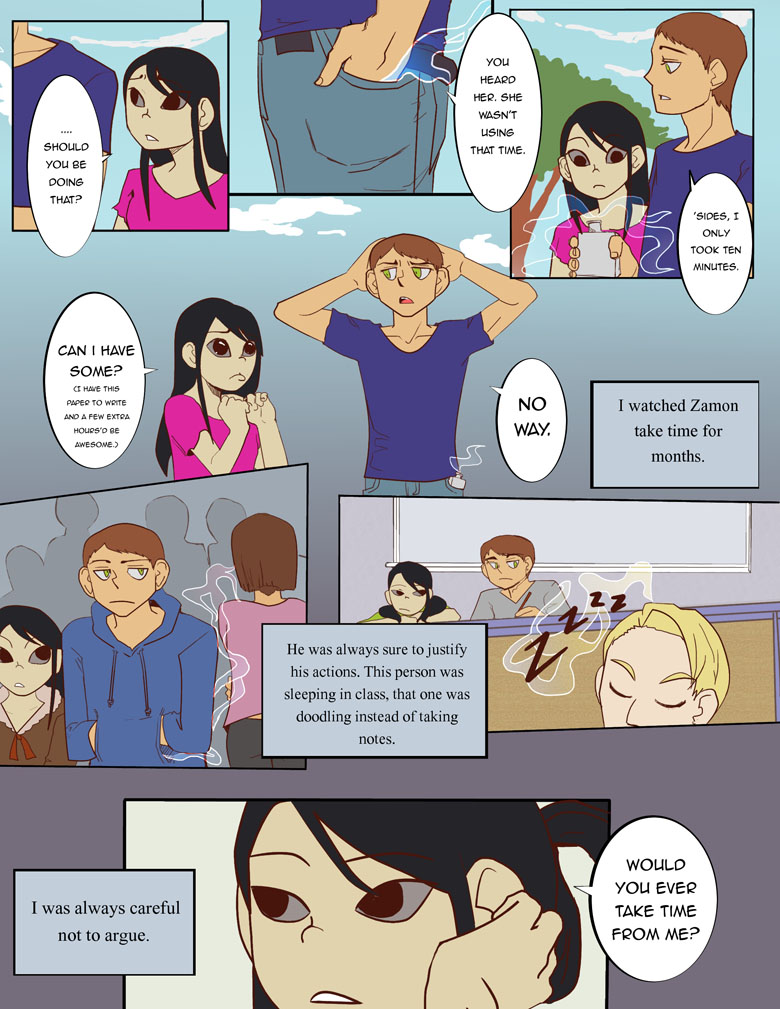 ....
SHOULD
YOU BE
DOING
THAT?
YOU
HEARD
HER. SHE
WASN'T
USING
THAT TIME.
'SIDES, I
ONLY
TOOK TEN
MINUTES.
CAN I HAVE
SOME?
(I HAVE THIS
PAPER TO WRITE
AND A FEW EXTRA
HOURS'D BE
AWESOME.)
NO
WAY.
I watched Zamon
take time for
months.
He was always sure to justify
his actions. This person was
sleeping in class, that one was
doodling instead of taking
notes.
Z Z Z Z
I was always careful
not to argue.
WOULD
YOU EVER
TAKE TIME
FROM ME?